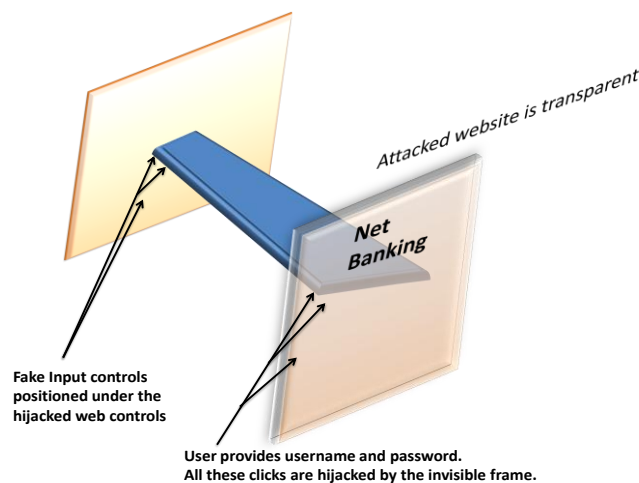 Attacked website is transparent
Net
Banking
Fake Input controls
positioned under the
hijacked web controls
User provides username and password.
All these clicks are hijacked by the invisible frame.